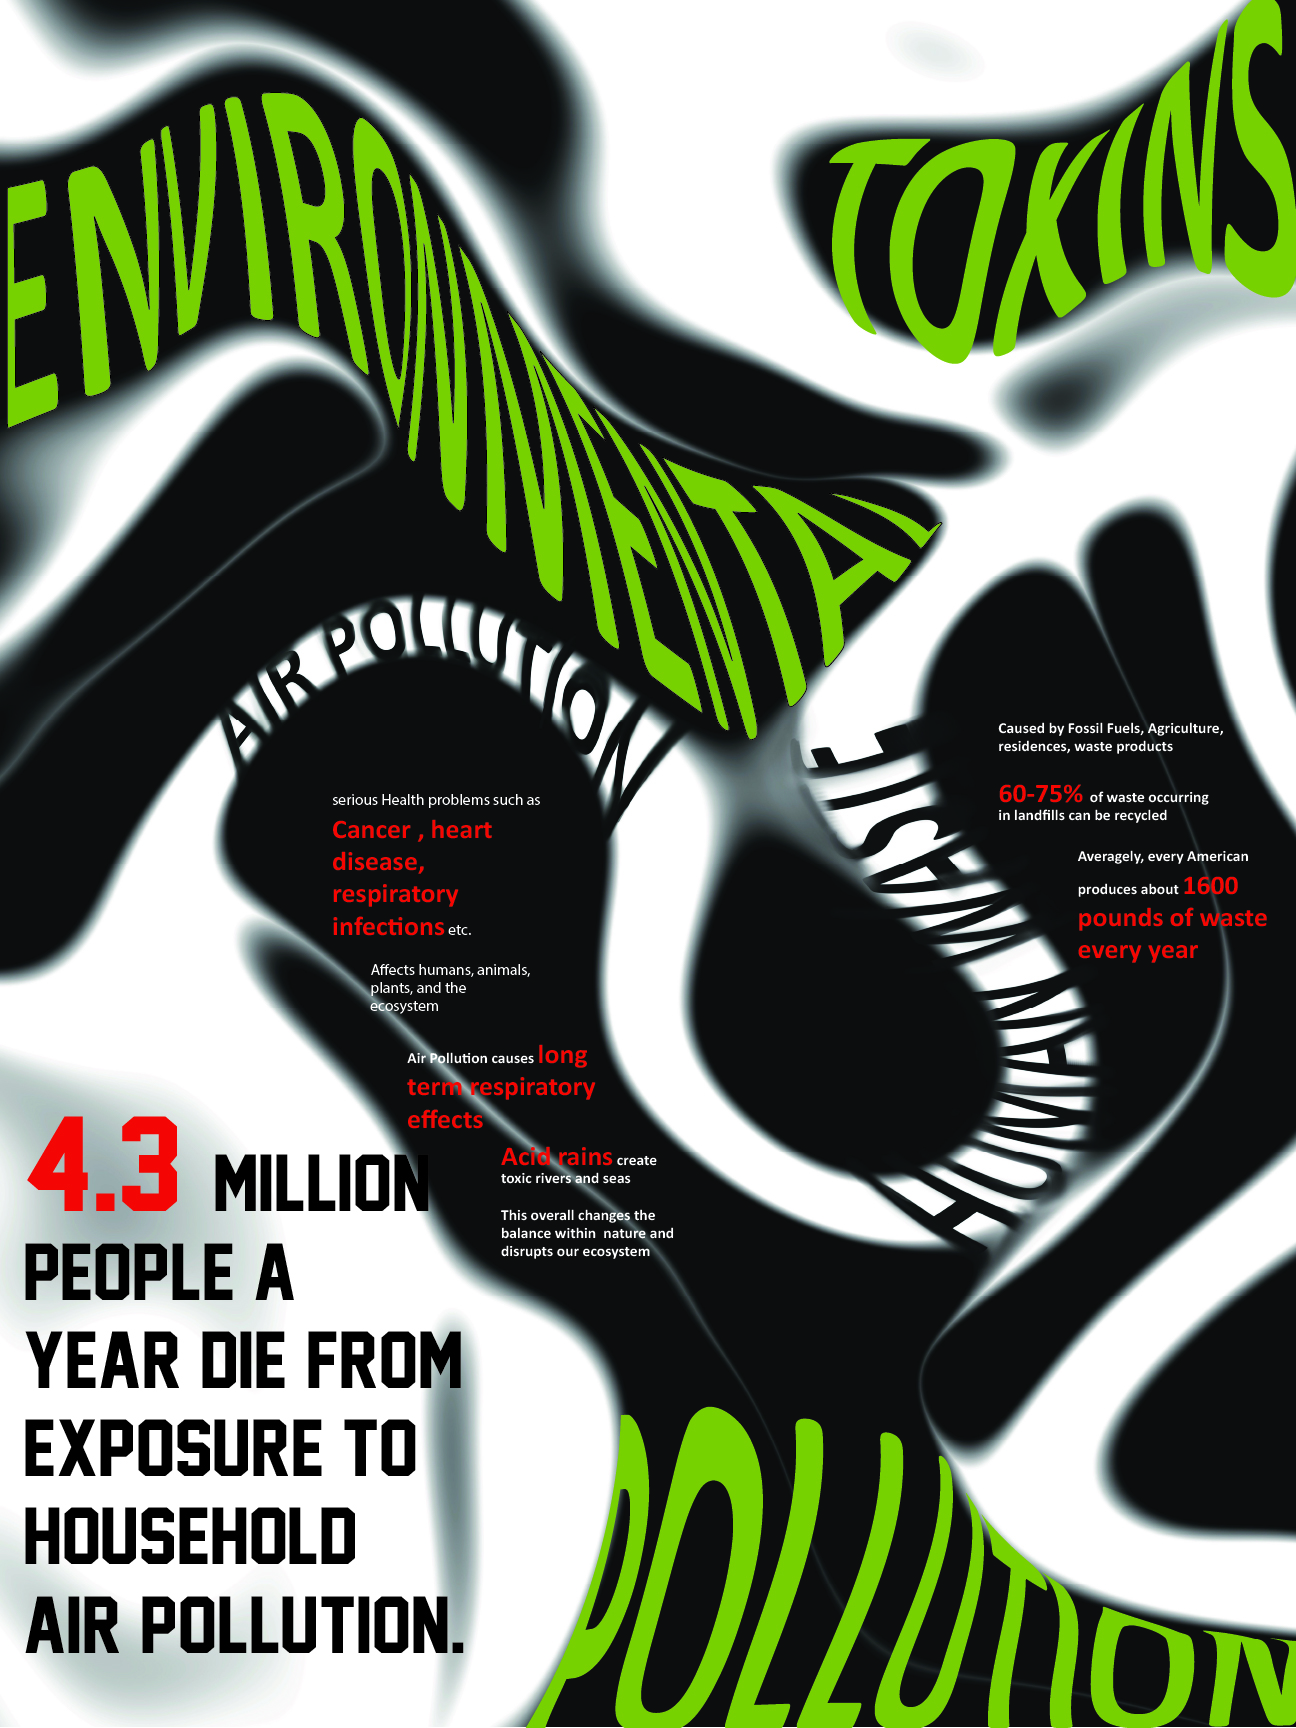 ENVIRONMENTAL
TOXINS
AIR POLLUTION
serious Health problems such as
Cancer , heart
disease,
respiratory
infections etc.
Affects humans, animals,
plants, and the
ecosystem
Air Pollution causes long
term respiratory
effects
Acid rains create
toxic rivers and seas
This overall changes the
balance within nature and
disrupts our ecosystem
HUMAN WASTE
Caused by Fossil Fuels, Agriculture,
residences, waste products
60-75% of waste occurring
in landfills can be recycled
Averagely, every American
produces about 1600
pounds of waste
every year
4.3 MILLION
PEOPLE A
YEAR DIE FROM
EXPOSURE TO
HOUSEHOLD
AIR POLLUTION.
POLLUTION